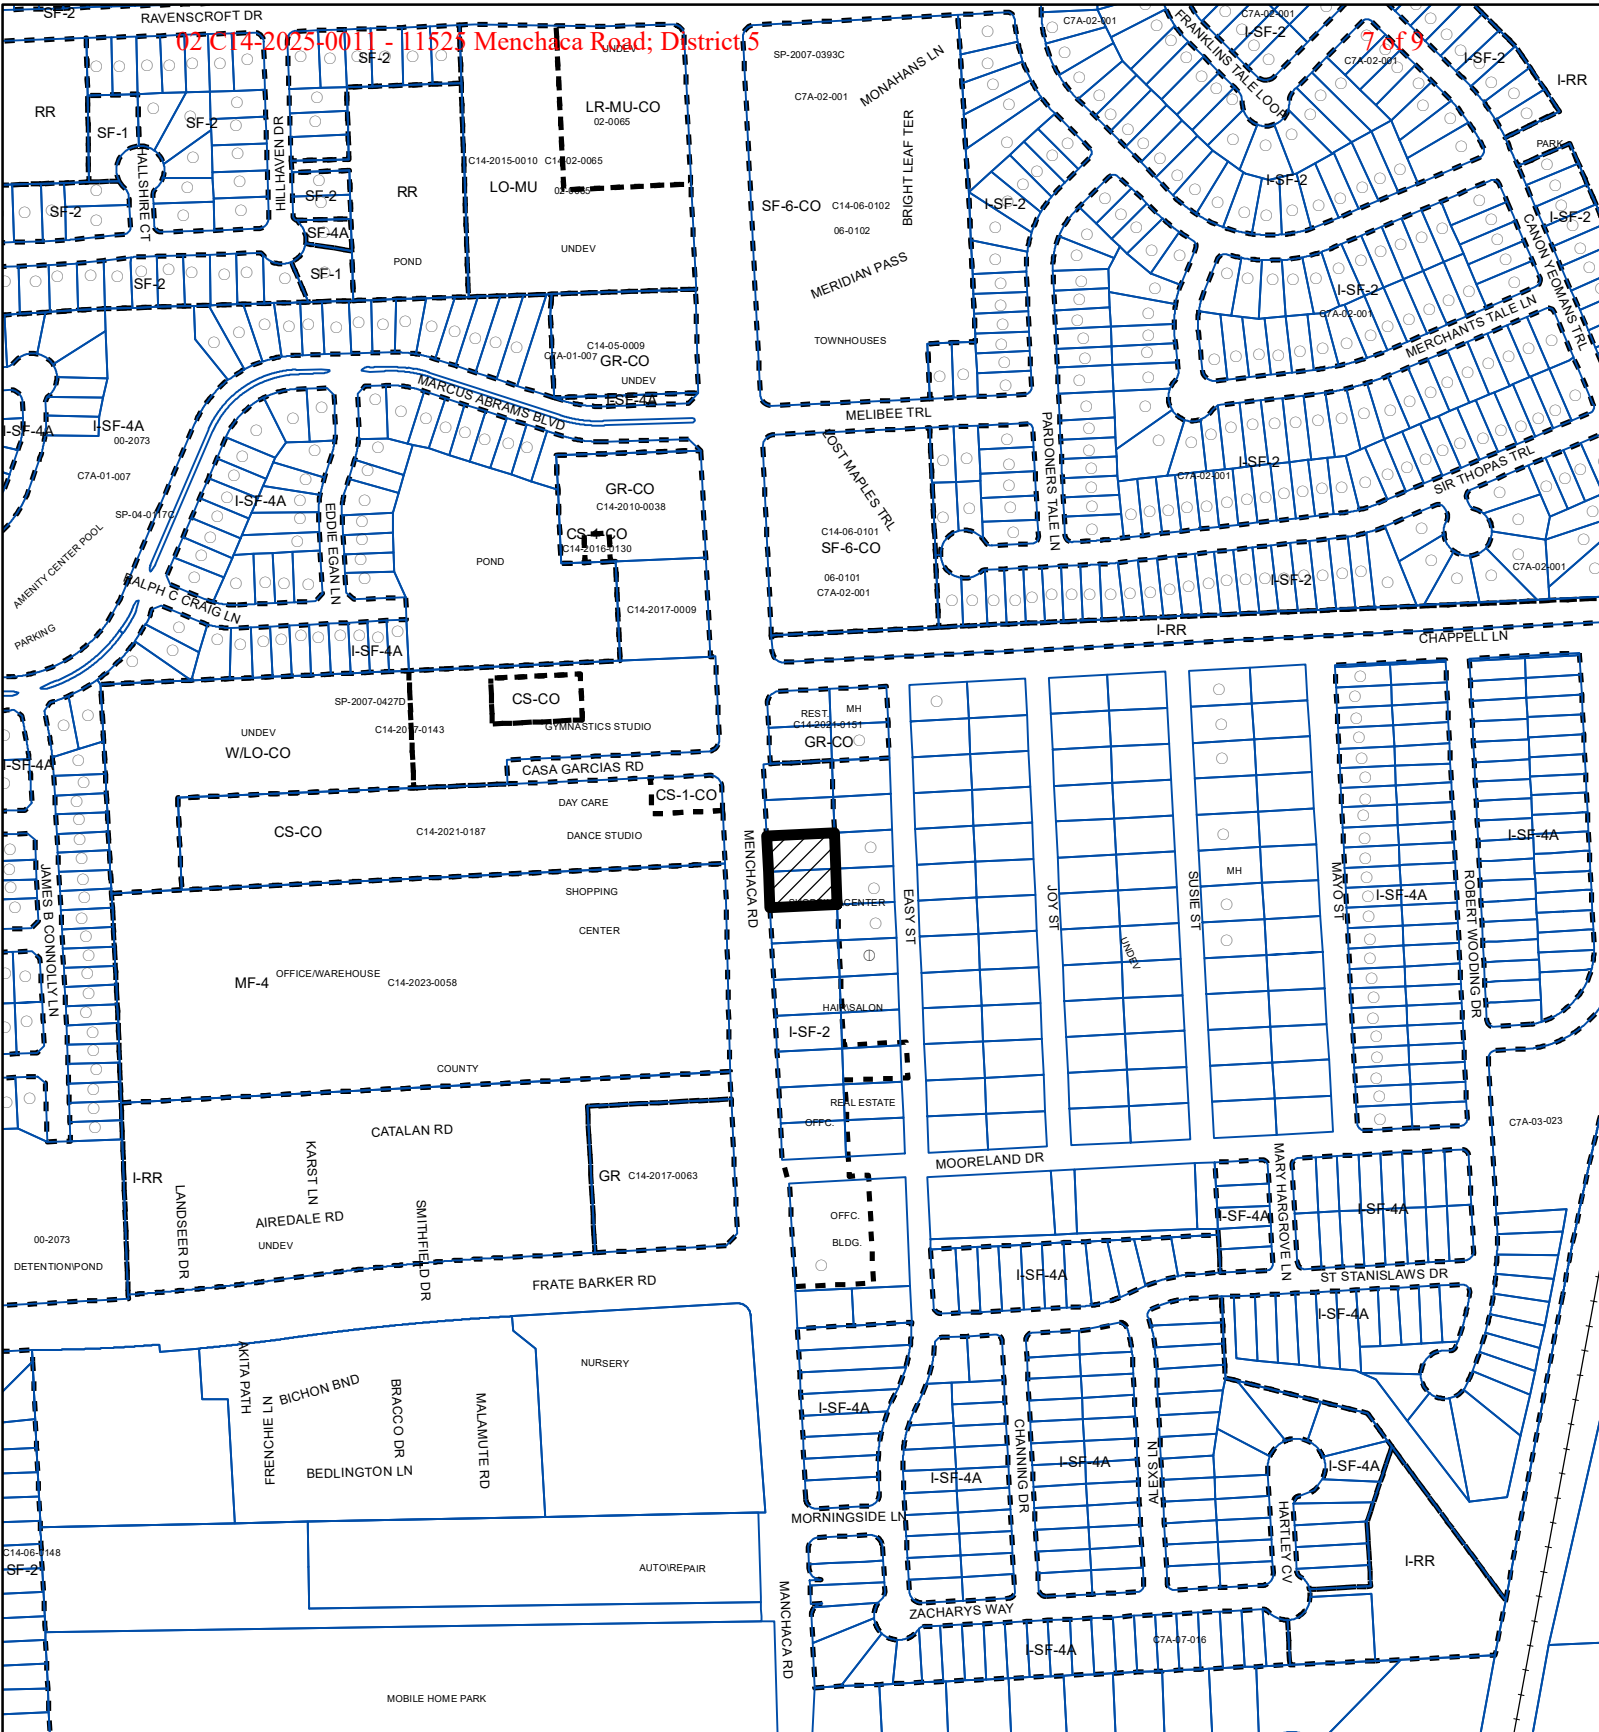 02 C14-2025-0011 - 11525 Menchaca Road; District 5
7 of 9
SF-2
RAVENSCROFT DR
SF-2
UNDEV
SP-2007-0393C
C7A-02-001
FRANKLINS TALE LOOP
C7A-02-001
I-SF-2
C7A-02-001
I-SF-2
I-RR
RR
SF-1
SF-2
HALLSHIRE CT
HILLHAVEN DR
LR-MU-CO
02-0065
C7A-02-001
MONAHANS LN
BRIGHT LEAF TER
PARK
C14-2015-0010
C14-02-0065
LO-MU
02-0065
RR
SF-2
SF-2
SF-4A
SF-1
SF-2
POND
UNDEV
SF-6-CO
C14-06-0102
06-0102
MERIDIAN PASS
TOWNHOUSES
I-SF-2
I-SF-2
I-SF-2
CANON YEOMANS TRL
I-SF-2
C7A-02-001
MERCHANTS TALE LN
C14-05-0009
C7A-01-007
GR-CO
UNDEV
I-SF-4A
MARCUS ABRAMS BLVD
MELIBEE TRL
I-SF-4A
I-SF-4A
00-2073
C7A-01-007
SP-04-0117C
AMENITY CENTER POOL
PARKING
I-SF-4A
EDDIE EGAN LN
RALPH C CRAIG LN
I-SF-4A
POND
GR-CO
C14-2010-0038
CS-1-CO
C14-2016-0130
C14-2017-0009
LOST MAPLES TRL
C14-06-0101
SF-6-CO
06-0101
C7A-02-001
PARDONERS TALE LN
I-SF-2
C7A-02-001
SIR THOPAS TRL
I-SF-2
C7A-02-001
I-RR
CHAPPELL LN
SP-2007-0427D
C14-2017-0143
UNDEV
W/LO-CO
CS-CO
GYMNASTICS STUDIO
CASA GARCIAS RD
REST.
MH
C14-2021-0151
GR-CO
I-SF-4A
DAY CARE
CS-1-CO
CS-CO
C14-2021-0187
DANCE STUDIO
MENCHACA RD
JAMES B CONNOLLY LN
SHOPPING
CENTER
MF-4
OFFICE/WAREHOUSE
C14-2023-0058
COUNTY
CENTER
EASY ST
JOY ST
UNDEV
SUSIE ST
MH
MAYO ST
I-SF-4A
ROBERT WOODING DR
I-SF-4A
HAIR\SALON
I-SF-2
REAL ESTATE
OFFC.
C7A-03-023
CATALAN RD
I-RR
KARST LN
LANDSEER DR
AIREDALE RD
UNDEV
SMITHFIELD DR
GR
C14-2017-0063
00-2073
DETENTION\POND
FRATE BARKER RD
MOORELAND DR
OFFC.
BLDG.
I-SF-4A
MARY HARGROVE LN
I-SF-4A
I-SF-4A
ST STANISLAWS DR
I-SF-4A
AKITA PATH
FRENCHIE LN
BICHON BND
BRACCO DR
MALAMUTE RD
BEDLINGTON LN
NURSERY
I-SF-4A
I-SF-4A
CHANNING DR
I-SF-4A
ALEXS LN
I-SF-4A
HARTLEY CV
I-RR
MORNINGSIDE LN
C14-06-0148
SF-2
AUTO\REPAIR
MANCHACA RD
ZACHARYS WAY
I-SF-4A
C7A-07-016
MOBILE HOME PARK